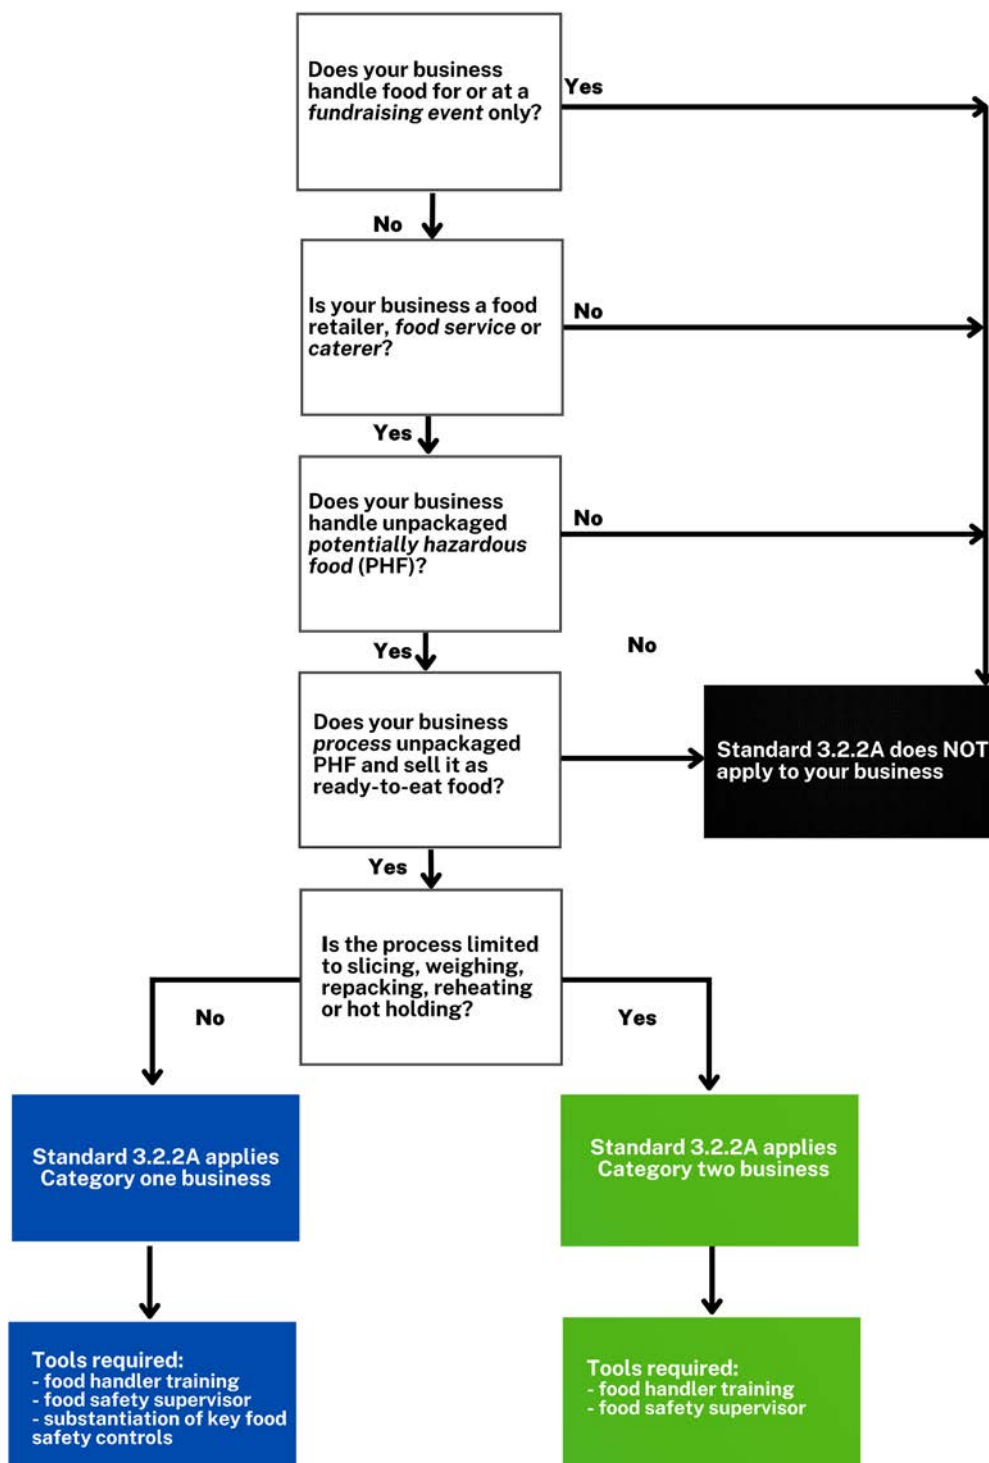 Does your business
handle food for or at a
fundraising event only?
Yes
No
Is your business a food
retailer, food service or
caterer?
No
Yes
Does your business
handle unpackaged
potentially hazardous
food (PHF)?
No
Yes
No
Does your business
process unpackaged
PHF and sell it as
ready-to-eat food?
Standard 3.2.2A does NOT
apply to your business
Yes
Is the process limited
to slicing, weighing,
repacking, reheating
or hot holding?
No
Yes
Standard 3.2.2A applies
Category one business
Standard 3.2.2A applies
Category two business
Tools required:
- food handler training
- food safety supervisor
- substantiation of key food
safety controls
Tools required:
- food handler training
- food safety supervisor